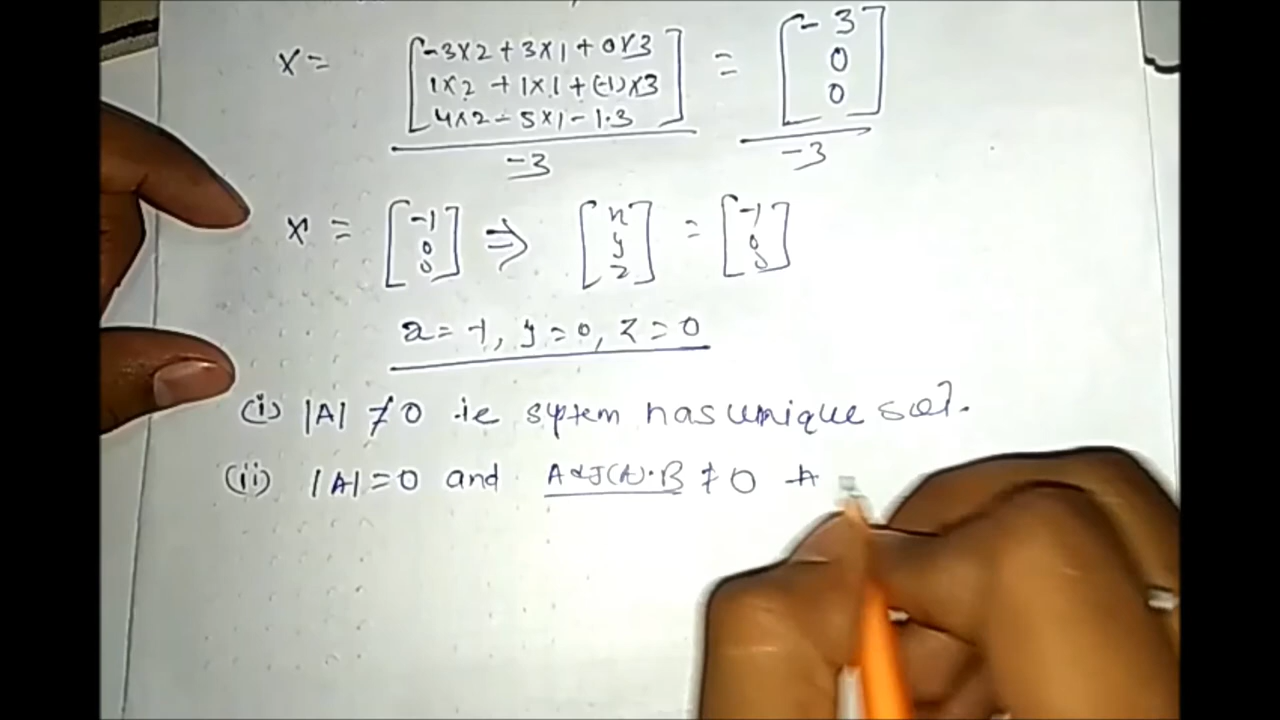 x = [-3×2 + 3×1 + 0×3 = [-3
1×2 + 1×1 + (-1)×3 0
4×2 - 5×1 - 1.3] 0]
-3 -3
x = [-1 0 0] ⇒ [x y z] = [-1 0 0]
x = -1, y = 0, z = 0
(i) |A| ≠ 0 ie system has unique sol.
(ii) |A| = 0 and Adj(A)·B ≠ 0